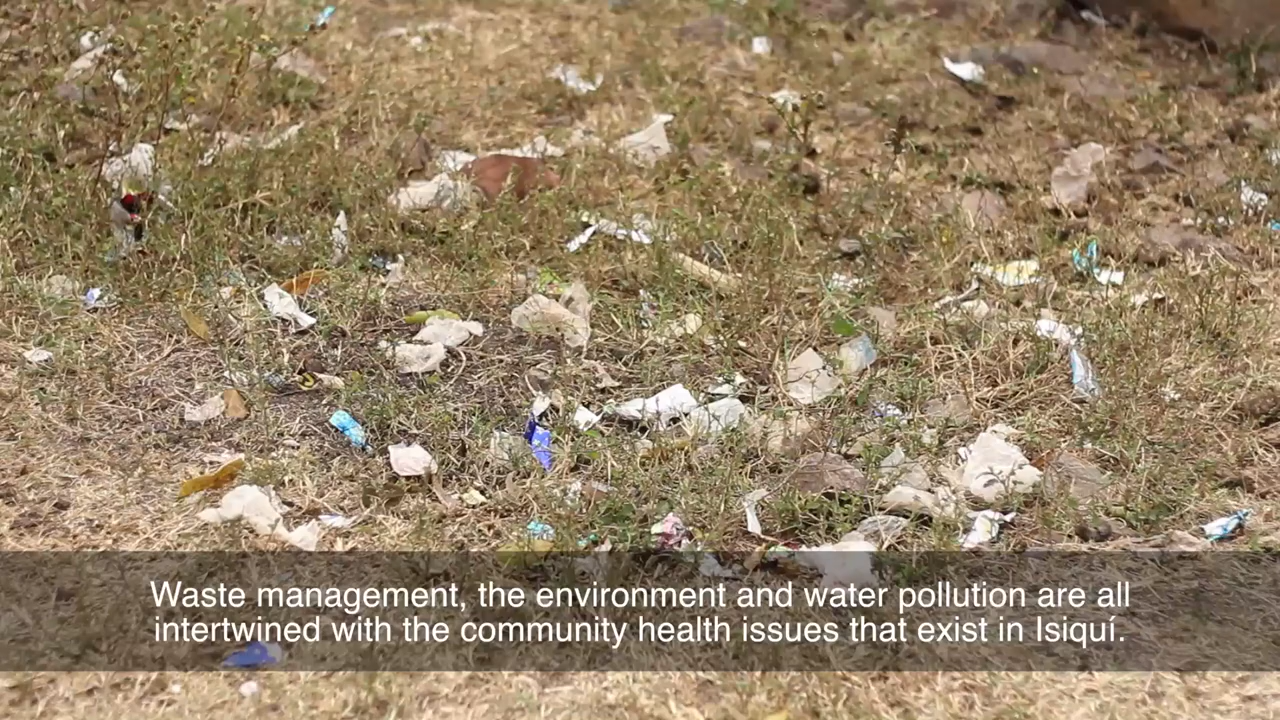 Waste management, the environment and water pollution are all
intertwined with the community health issues that exist in Isiquí.